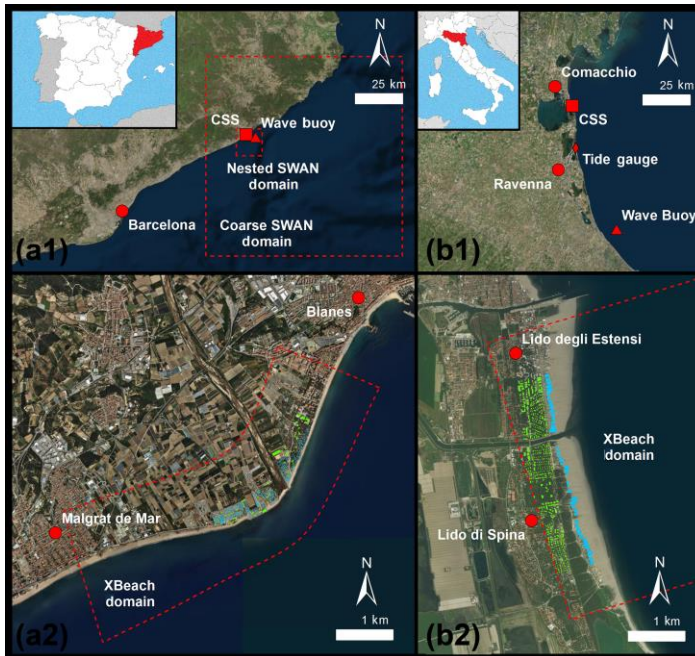 N
25 km
CSS
Wave buoy
Nested SWAN
domain
Barcelona
Coarse SWAN
domain
(a1)
N
25 km
Comacchio
CSS
Tide gauge
Ravenna
Wave Buoy
(b1)
Blanes
Malgrat de Mar
XBeach
domain
N
1 km
(a2)
Lido degli Estensi
XBeach
domain
Lido di Spina
N
1 km
(b2)